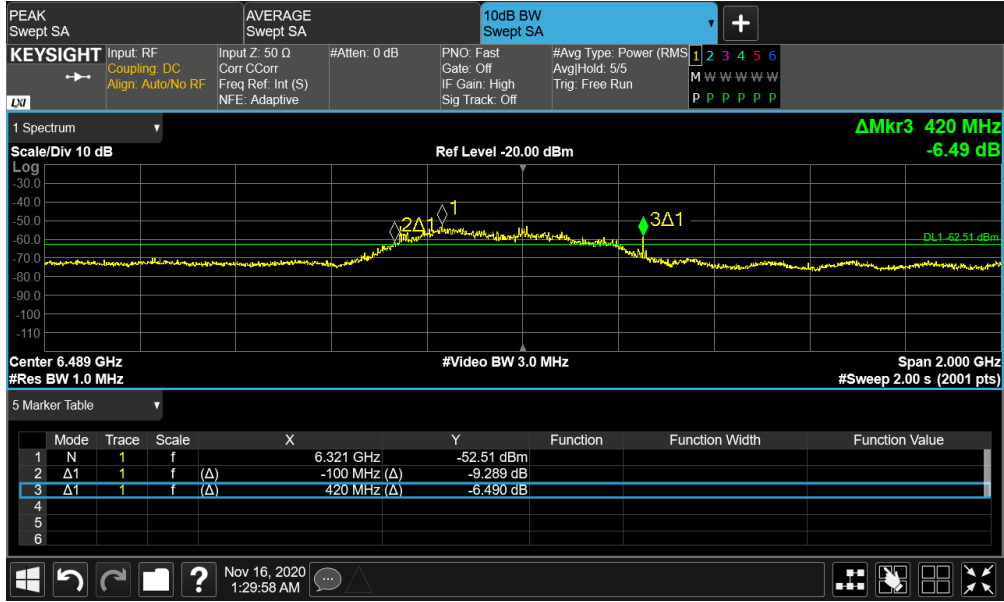 PEAK
Swept SA
AVERAGE
Swept SA
10dB BW
Swept SA
KEYSIGHT
LXI
Input: RF
Coupling: DC
Align: Auto/No RF
Input Z: 50 Ω
Corr CCorr
Freq Ref: Int (S)
NFE: Adaptive
#Atten: 0 dB
PNO: Fast
Gate: Off
IF Gain: High
Sig Track: Off
#Avg Type: Power (RMS
Avg|Hold: 5/5
Trig: Free Run
1 2 3 4 5 6
M W W W W W
P P P P P P
1 Spectrum
Scale/Div 10 dB
Ref Level -20.00 dBm
ΔMkr3 420 MHz
-6.49 dB
Log
-30.0
-40.0
-50.0
-60.0
-70.0
-80.0
-90.0
-100
-110
2Δ1
1
3Δ1
DL1 -62.51 dBm
Center 6.489 GHz
#Video BW 3.0 MHz
Span 2.000 GHz
#Res BW 1.0 MHz
#Sweep 2.00 s (2001 pts)
5 Marker Table
Mode Trace Scale X Y Function Function Width Function Value
1 N 1 f 6.321 GHz -52.51 dBm
2 Δ1 1 f (Δ) -100 MHz (Δ) -9.289 dB
3 Δ1 1 f (Δ) 420 MHz (Δ) -6.490 dB
4
5
6
?
Nov 16, 2020
1:29:58 AM